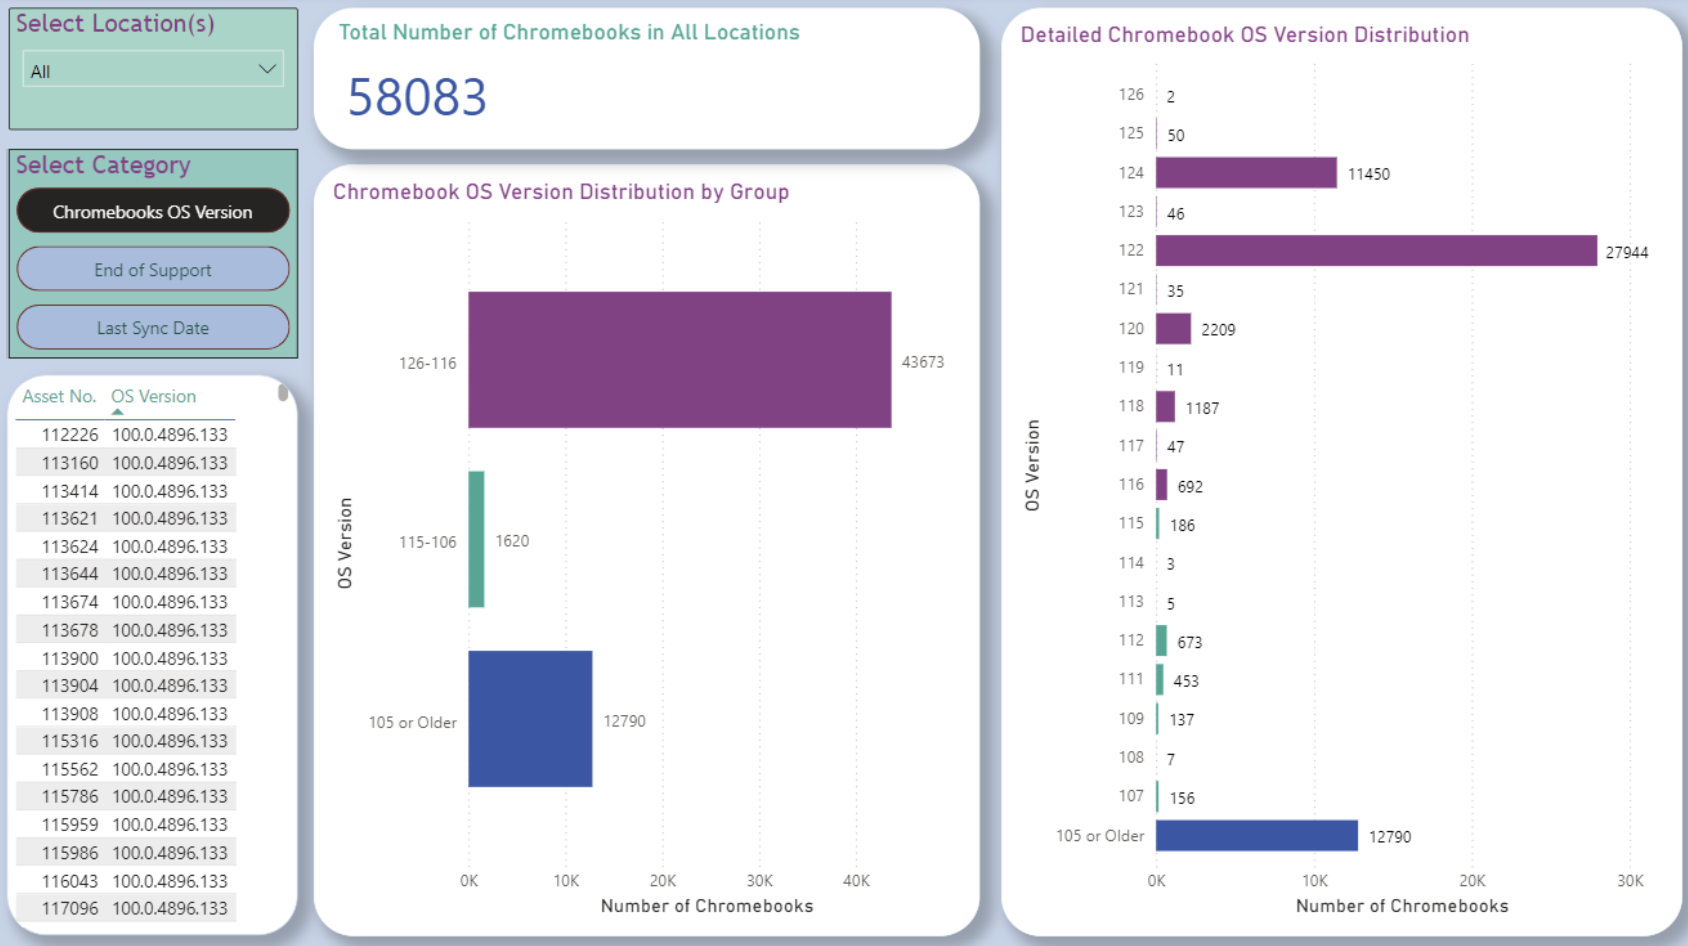 Select Location(s)
All
Select Category
Chromebooks OS Version
End of Support
Last Sync Date
Asset No. OS Version
112226 100.0.4896.133
113160 100.0.4896.133
113414 100.0.4896.133
113621 100.0.4896.133
113624 100.0.4896.133
113644 100.0.4896.133
113674 100.0.4896.133
113678 100.0.4896.133
113900 100.0.4896.133
113904 100.0.4896.133
113908 100.0.4896.133
115316 100.0.4896.133
115562 100.0.4896.133
115786 100.0.4896.133
115959 100.0.4896.133
115986 100.0.4896.133
116043 100.0.4896.133
117096 100.0.4896.133
Total Number of Chromebooks in All Locations
58083
Chromebook OS Version Distribution by Group
OS Version
126-116 43673
115-106 1620
105 or Older 12790
0K 10K 20K 30K 40K
Number of Chromebooks
Detailed Chromebook OS Version Distribution
OS Version
126 2
125 50
124 11450
123 46
122 27944
121 35
120 2209
119 11
118 1187
117 47
116 692
115 186
114 3
113 5
112 673
111 453
109 137
108 7
107 156
105 or Older 12790
0K 10K 20K 30K
Number of Chromebooks